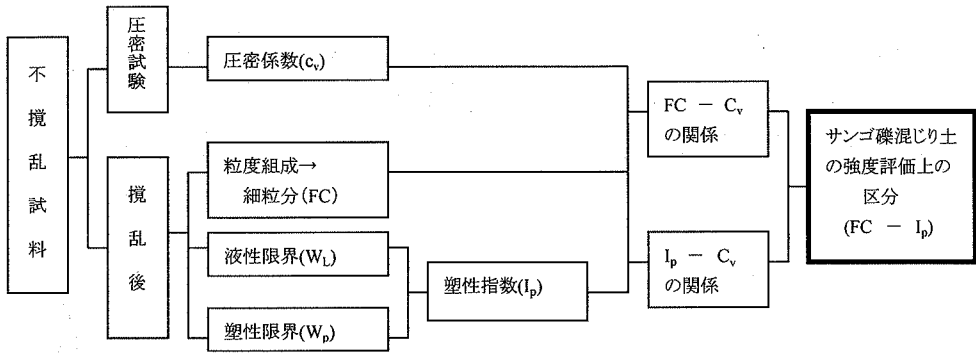 不攪乱試料
圧密試験
圧密係数(cv)
攪乱後
粒度組成→
細粒分(FC)
液性限界(WL)
塑性限界(Wp)
塑性指数(Ip)
FC － Cv
の関係
Ip － Cv
の関係
サンゴ礫混じり土
の強度評価上の
区分
(FC － Ip)